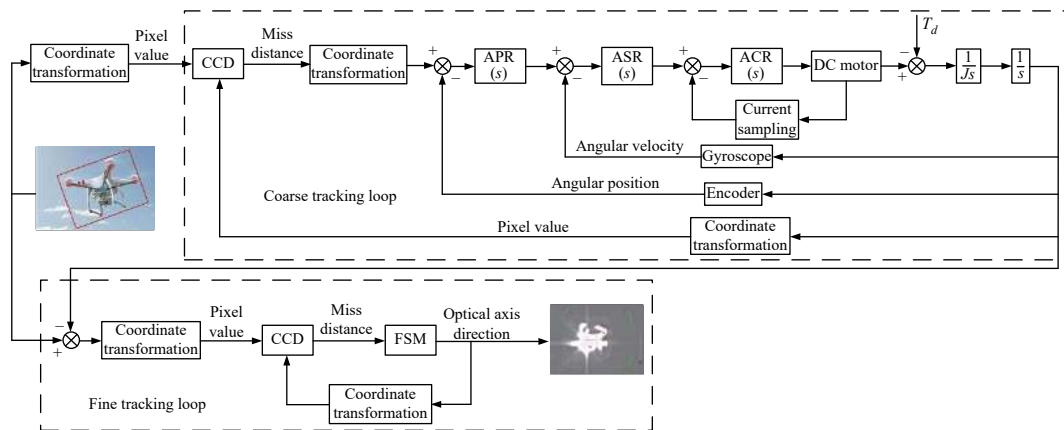 T_d
Pixel
value
Miss
distance
Coordinate
transformation
CCD
Coordinate
transformation
+
−
APR
(s)
+
−
ASR
(s)
+
−
ACR
(s)
DC motor
−
+
1
Js
1
s
Current
sampling
Angular velocity
Gyroscope
Angular position
Encoder
Coarse tracking loop
Pixel value
Coordinate
transformation
−
+
Coordinate
transformation
Pixel
value
CCD
Miss
distance
FSM
Optical axis
direction
Coordinate
transformation
Fine tracking loop